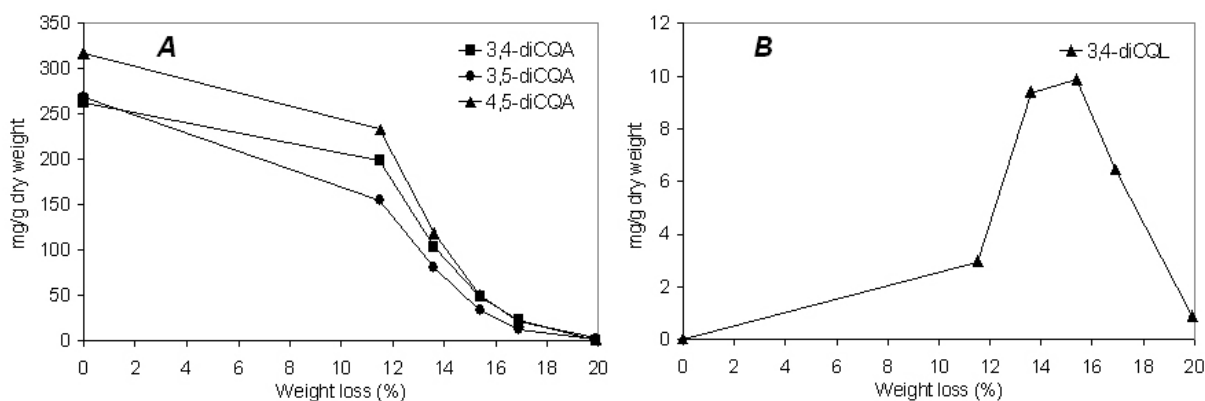 A
3,4-diCQA
3,5-diCQA
4,5-diCQA
350
300
250
200
150
100
50
0
mg/g dry weight
0 2 4 6 8 10 12 14 16 18 20
Weight loss (%)
B
3,4-diCQL
12
10
8
6
4
2
0
mg/g dry weight
0 2 4 6 8 10 12 14 16 18 20
Weight loss (%)